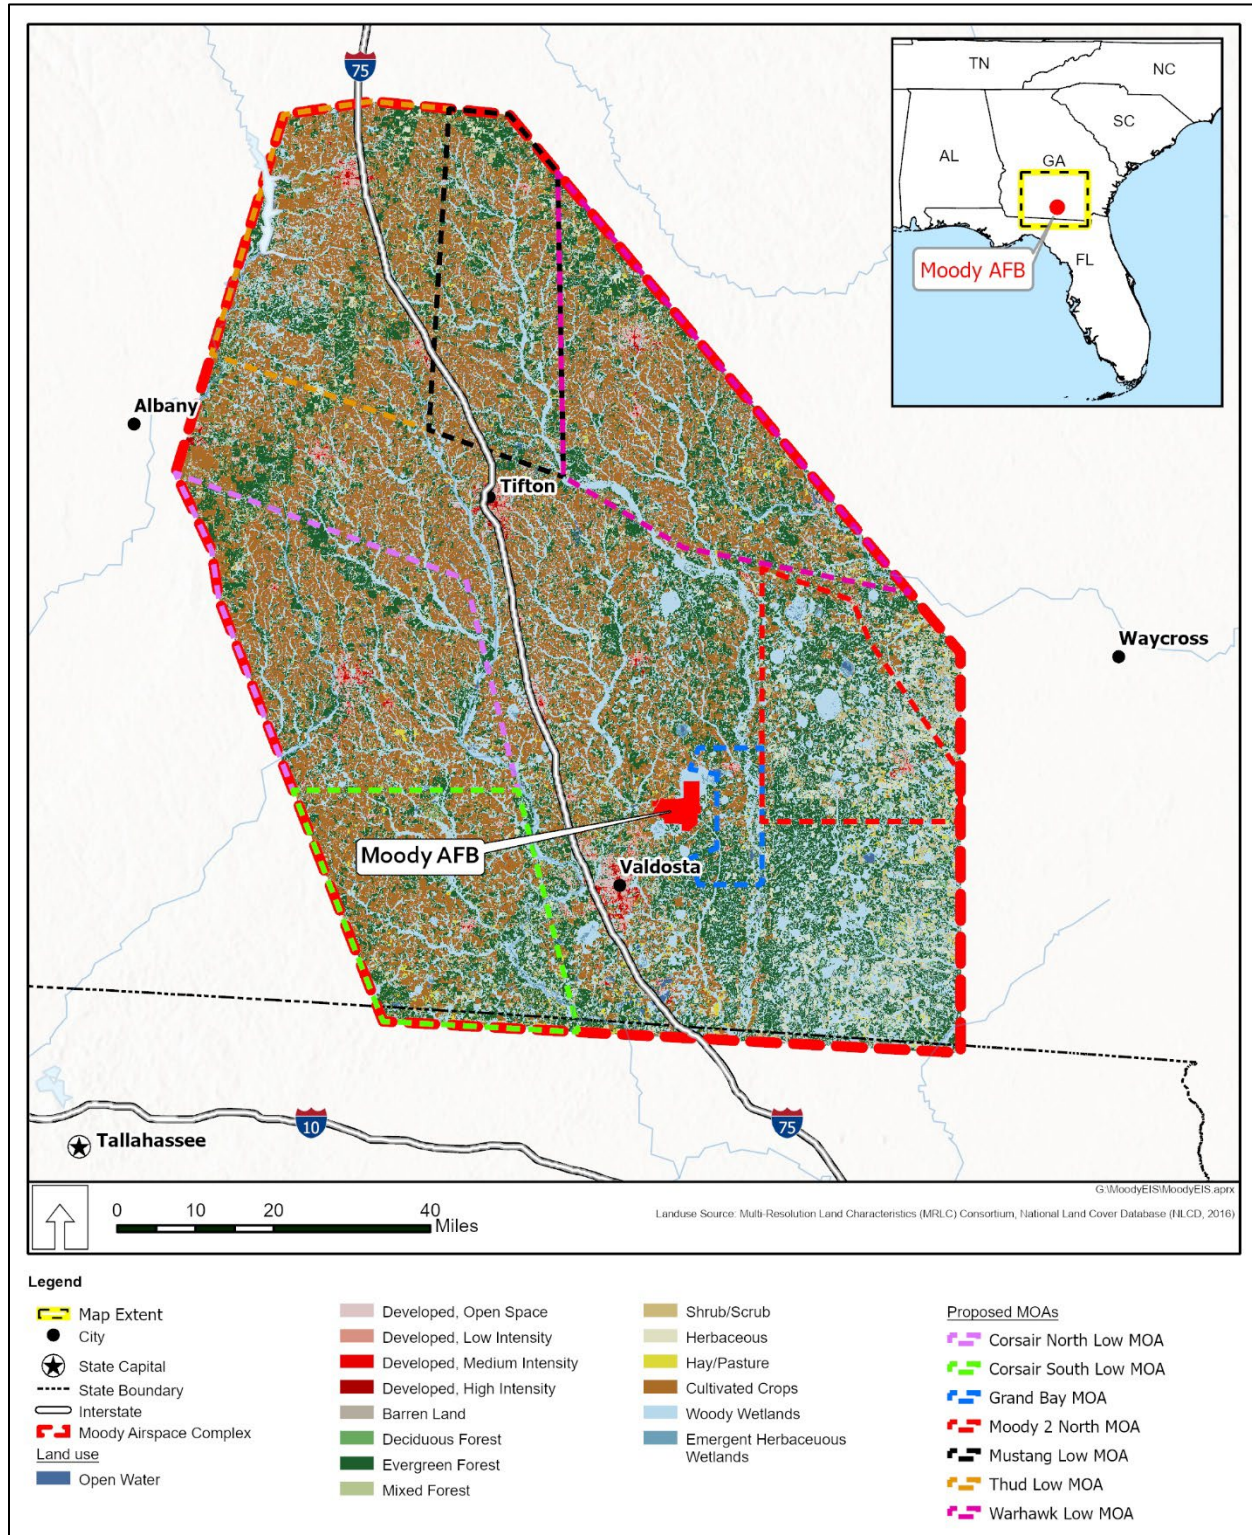 75
TN
NC
SC
AL
GA
Moody AFB
FL
Albany
Tifton
Waycross
Moody AFB
Valdosta
Tallahassee
10
75
G:\MoodyEIS\MoodyEIS.aprx
0 10 20 40
Miles
Landuse Source: Multi-Resolution Land Characteristics (MRLC) Consortium, National Land Cover Database (NLCD, 2016)
Legend
Map Extent
City
State Capital
State Boundary
Interstate
Moody Airspace Complex
Land use
Open Water
Developed, Open Space
Developed, Low Intensity
Developed, Medium Intensity
Developed, High Intensity
Barren Land
Deciduous Forest
Evergreen Forest
Mixed Forest
Shrub/Scrub
Herbaceous
Hay/Pasture
Cultivated Crops
Woody Wetlands
Emergent Herbaceuous
Wetlands
Proposed MOAs
Corsair North Low MOA
Corsair South Low MOA
Grand Bay MOA
Moody 2 North MOA
Mustang Low MOA
Thud Low MOA
Warhawk Low MOA